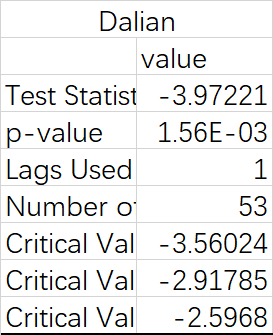 Dalian
value
Test Statist -3.97221
p-value 1.56E-03
Lags Used 1
Number of 53
Critical Val -3.56024
Critical Val -2.91785
Critical Val -2.5968